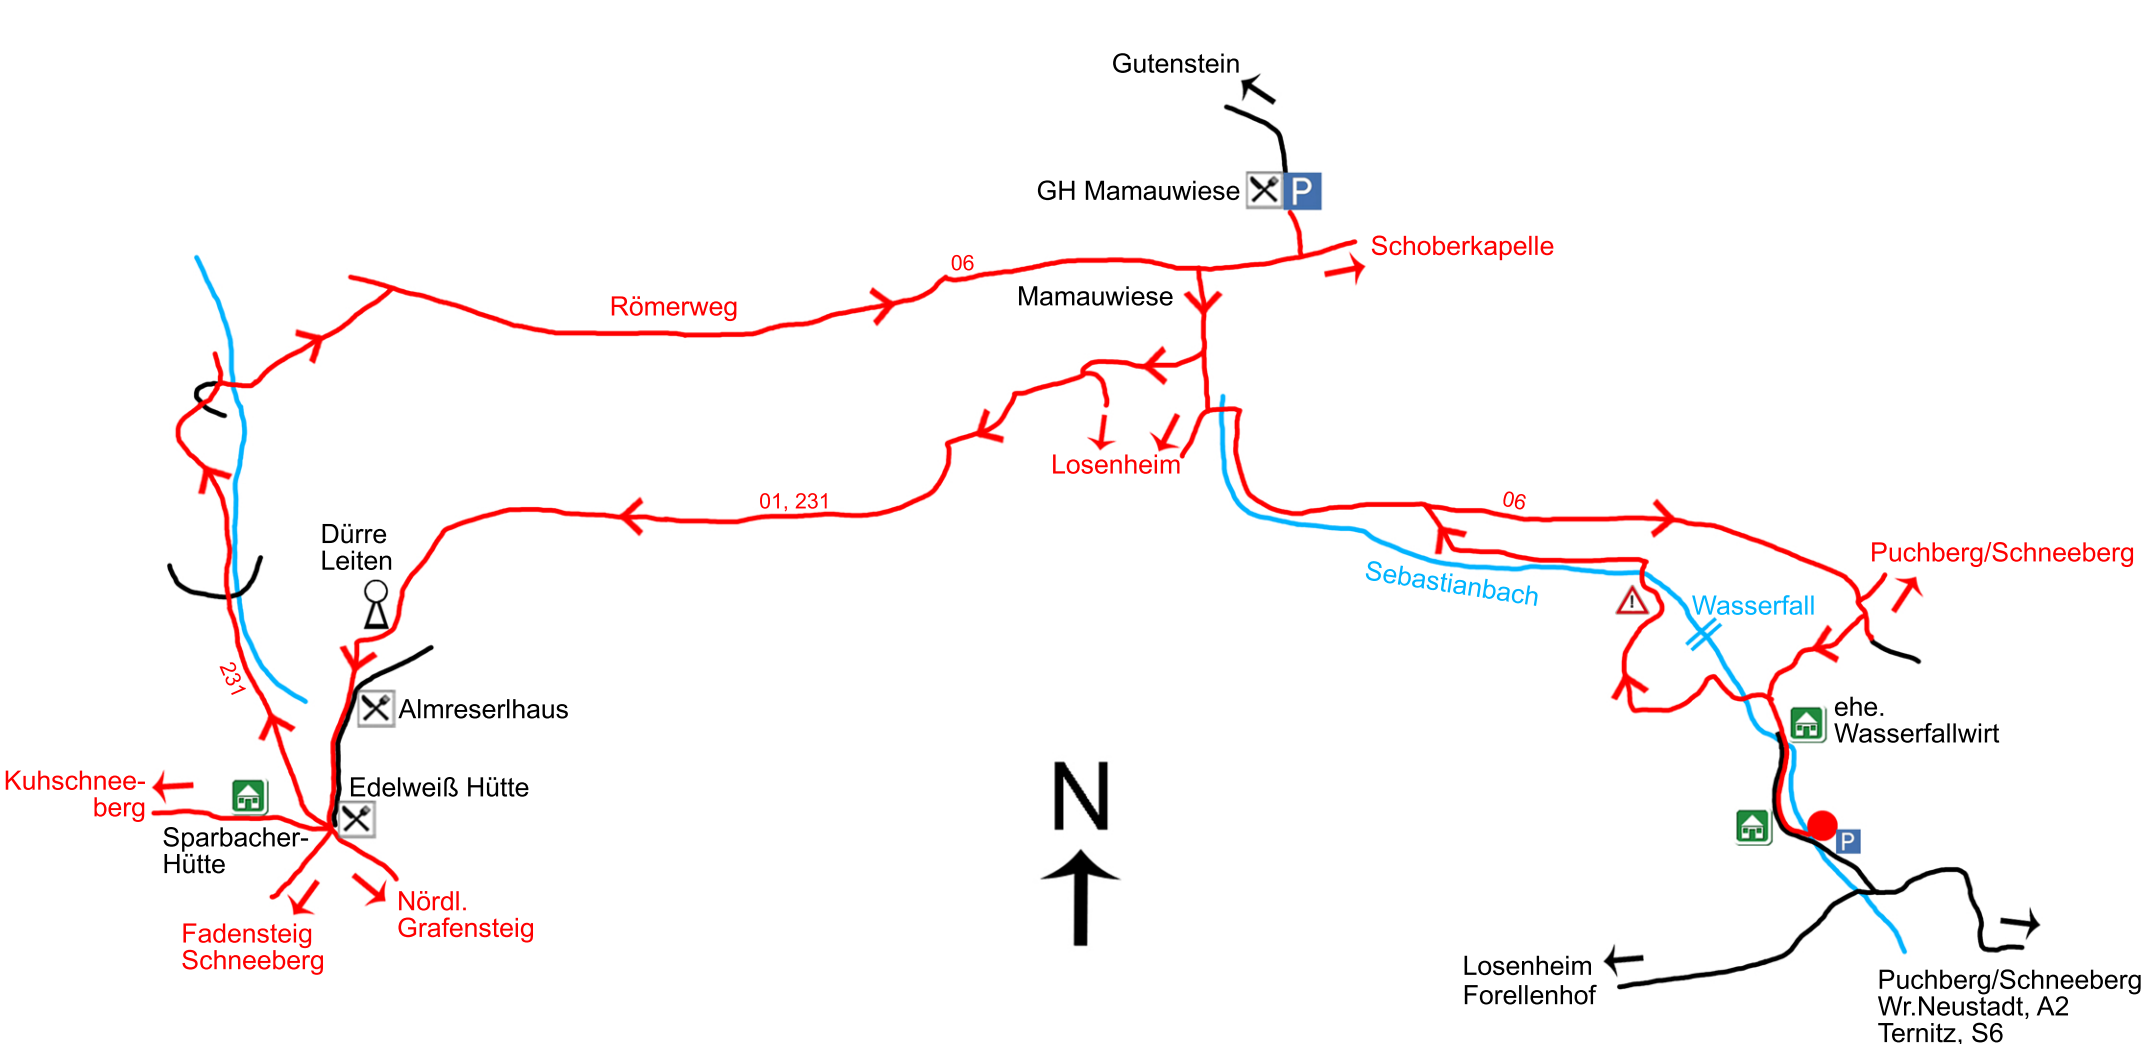 Gutenstein
GH Mamauwiese
P
Schoberkapelle
06
Römerweg
Mamauwiese
Losenheim
01, 231
06
Dürre
Leiten
Puchberg/Schneeberg
Sebastianbach
Wasserfall
!
231
Almreserlhaus
ehe.
Wasserfallwirt
Kuhschnee-
berg
Edelweiß Hütte
N
Sparbacher-
Hütte
P
Nördl.
Grafensteig
Fadensteig
Schneeberg
Losenheim
Forellenhof
Puchberg/Schneeberg
Wr.Neustadt, A2
Ternitz, S6